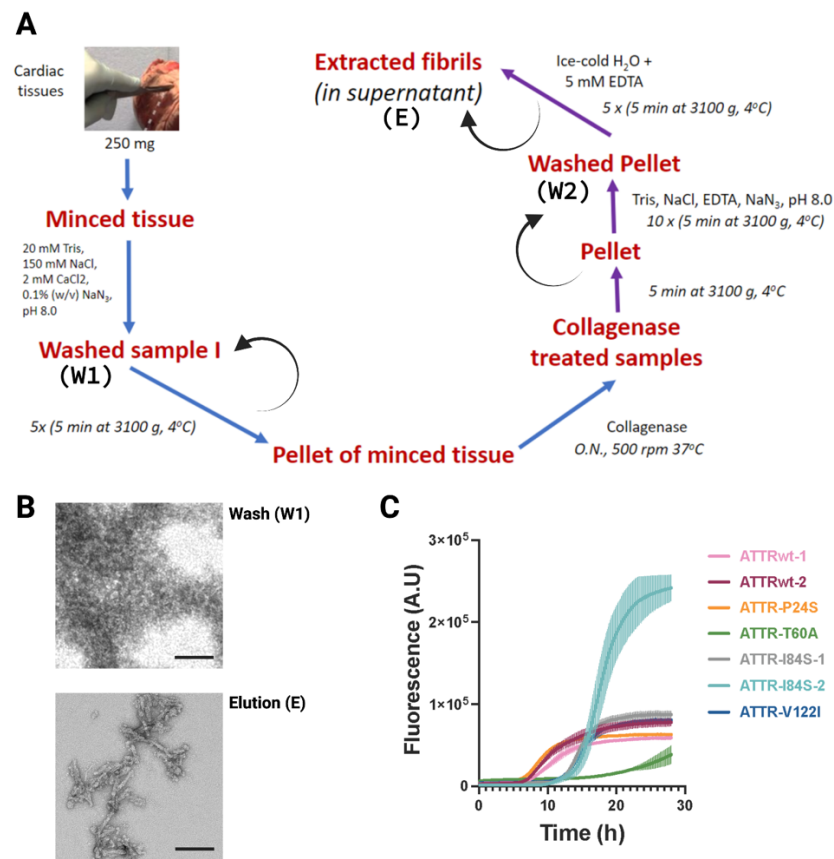 A
Cardiac
tissues
250 mg
Minced tissue
20 mM Tris,
150 mM NaCl,
2 mM CaCl2,
0.1% (w/v) NaN₃,
pH 8.0
Washed sample I
(W1)
5x (5 min at 3100 g, 4°C)
Pellet of minced tissue
Collagenase
O.N., 500 rpm 37°C
Collagenase
treated samples
5 min at 3100 g, 4°C
Pellet
Tris, NaCl, EDTA, NaN₃, pH 8.0
10 x (5 min at 3100 g, 4°C)
Washed Pellet
(W2)
Ice-cold H₂O +
5 mM EDTA
5 x (5 min at 3100 g, 4°C)
Extracted fibrils
(in supernatant)
(E)
B
Wash (W1)
Elution (E)
C
Fluorescence (A.U)
3×10⁵
2×10⁵
1×10⁵
0
0 10 20 30
Time (h)
ATTRwt-1
ATTRwt-2
ATTR-P24S
ATTR-T60A
ATTR-I84S-1
ATTR-I84S-2
ATTR-V122I